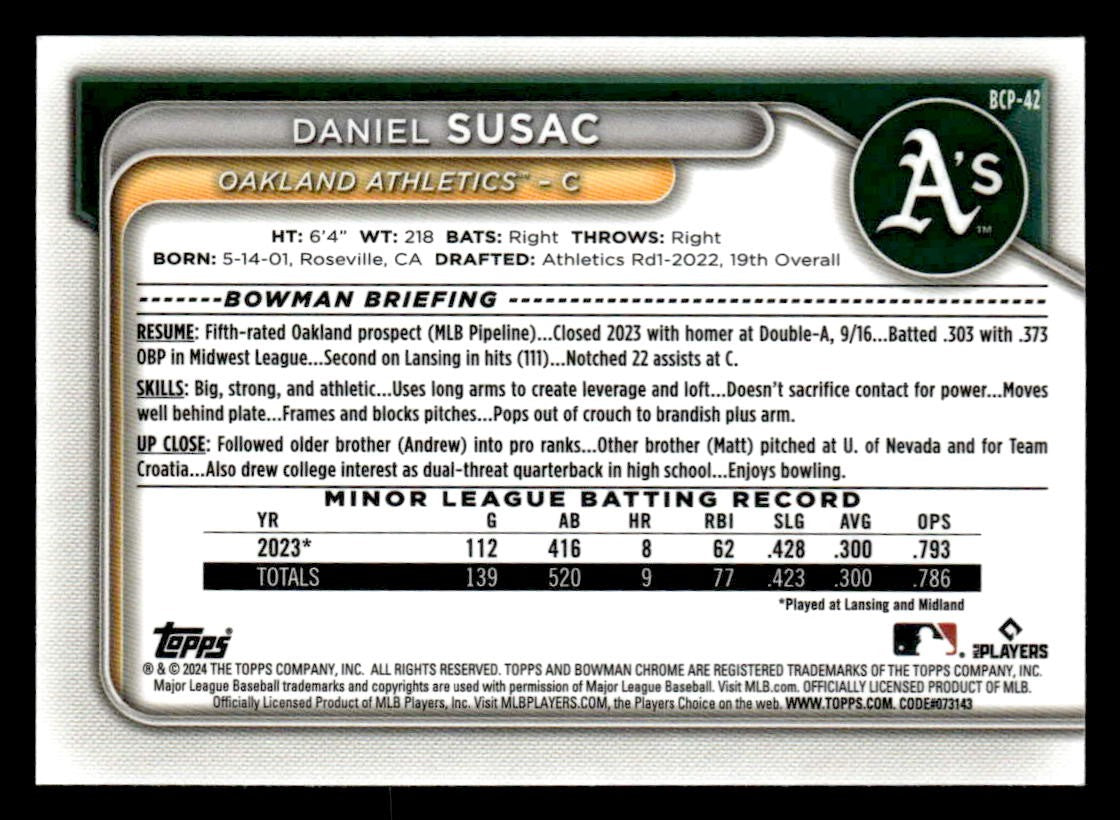 BCP-42
DANIEL SUSAC
A's™
OAKLAND ATHLETICS™ – C
HT: 6'4" WT: 218 BATS: Right THROWS: Right
BORN: 5-14-01, Roseville, CA DRAFTED: Athletics Rd1-2022, 19th Overall
BOWMAN BRIEFING
RESUME: Fifth-rated Oakland prospect (MLB Pipeline)...Closed 2023 with homer at Double-A, 9/16...Batted .303 with .373
OBP in Midwest League...Second on Lansing in hits (111)...Notched 22 assists at C.
SKILLS: Big, strong, and athletic...Uses long arms to create leverage and loft...Doesn't sacrifice contact for power...Moves
well behind plate...Frames and blocks pitches...Pops out of crouch to brandish plus arm.
UP CLOSE: Followed older brother (Andrew) into pro ranks...Other brother (Matt) pitched at U. of Nevada and for Team
Croatia...Also drew college interest as dual-threat quarterback in high school...Enjoys bowling.
MINOR LEAGUE BATTING RECORD
YR G AB HR RBI SLG AVG OPS
2023* 112 416 8 62 .428 .300 .793
TOTALS 139 520 9 77 .423 .300 .786
*Played at Lansing and Midland
Topps®
MLB PLAYERS
® & © 2024 THE TOPPS COMPANY, INC. ALL RIGHTS RESERVED. TOPPS AND BOWMAN CHROME ARE REGISTERED TRADEMARKS OF THE TOPPS COMPANY, INC.
Major League Baseball trademarks and copyrights are used with permission of Major League Baseball. Visit MLB.com. OFFICIALLY LICENSED PRODUCT OF MLB.
Officially Licensed Product of MLB Players, Inc. Visit MLBPLAYERS.COM, the Players Choice on the web. WWW.TOPPS.COM. CODE#073143